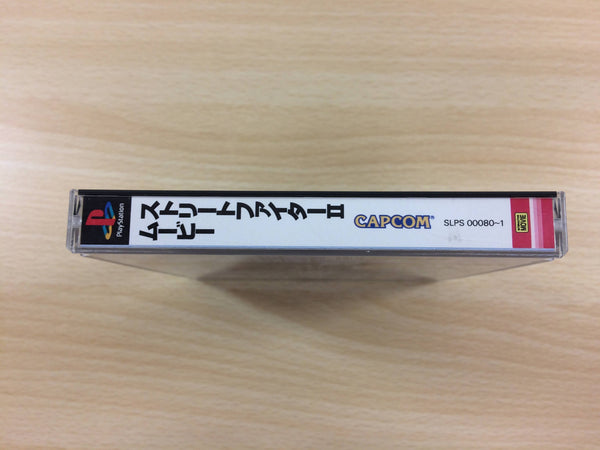 PlayStation
ストリートファイターII
ムービー
CAPCOM
SLPS 00080~1
MOVIE